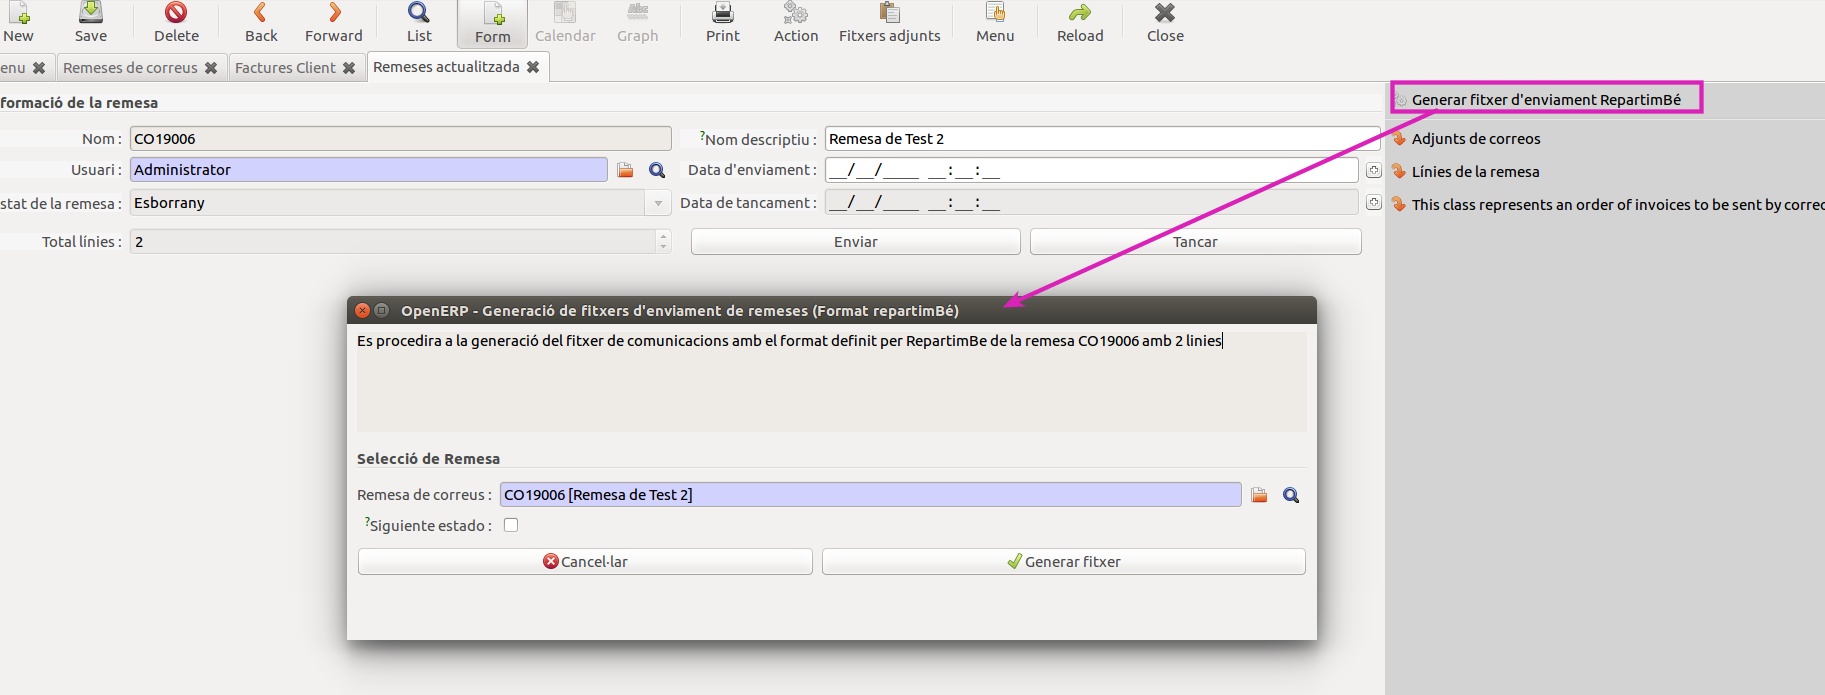 New Save Delete Back Forward List Form Calendar Graph Print Action Fitxers adjunts Menu Reload Close
enu Remeses de correus Factures Client Remeses actualitzada
formació de la remesa
Generar fitxer d'enviament RepartimBé
Nom : CO19006 ?Nom descriptiu : Remesa de Test 2
Adjunts de correos
Usuari : Administrator Data d'enviament : __/__/____ __:__:__
Línies de la remesa
stat de la remesa : Esborrany Data de tancament : __/__/____ __:__:__
This class represents an order of invoices to be sent by correo
Total línies : 2 Enviar Tancar
OpenERP - Generació de fitxers d'enviament de remeses (Format repartimBé)
Es procedira a la generació del fitxer de comunicacions amb el format definit per RepartimBe de la remesa CO19006 amb 2 linies
Selecció de Remesa
Remesa de correus : CO19006 [Remesa de Test 2]
?Siguiente estado :
Cancel·lar Generar fitxer